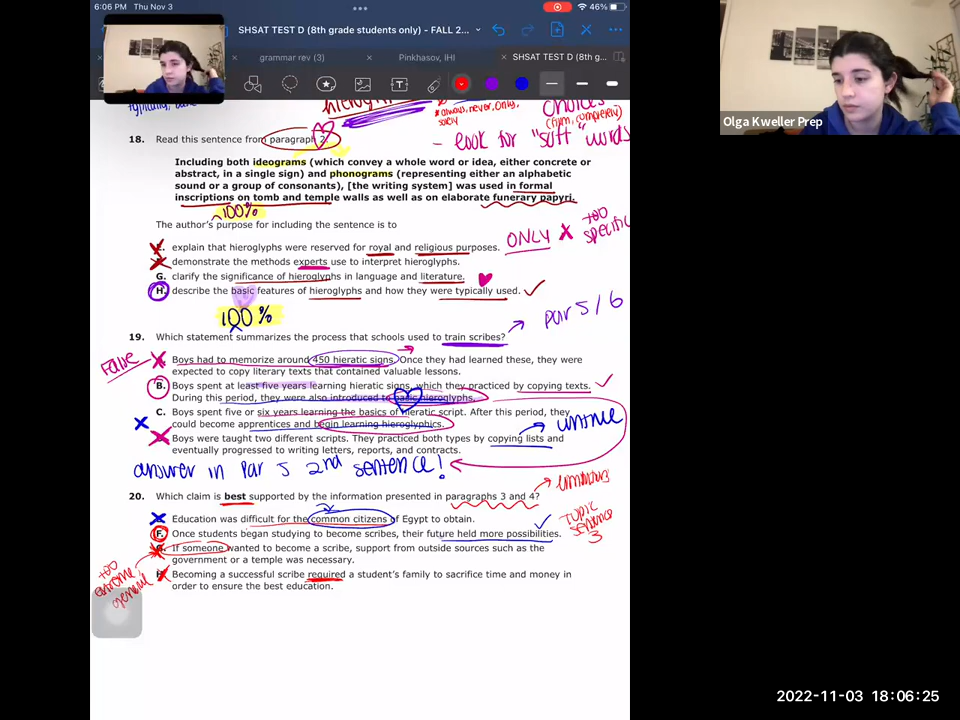 6:06 PM Thu Nov 3
46%
SHSAT TEST D (8th grade students only) - FALL 2...
grammar rev (3)
Pinkhasov, IHI
SHSAT TEST D (8th g...
Olga Kweller Prep
choices
always, never, only,
solely
- look for "soft" words
18. Read this sentence from paragraph 2
Including both ideograms (which convey a whole word or idea, either concrete or
abstract, in a single sign) and phonograms (representing either an alphabetic
sound or a group of consonants), [the writing system] was used in formal
inscriptions on tomb and temple walls as well as on elaborate funerary papyri.
100%
The author's purpose for including the sentence is to
too
specific
explain that hieroglyphs were reserved for royal and religious purposes. ONLY X
demonstrate the methods experts use to interpret hieroglyphs.
G. clarify the significance of hieroglyphs in language and literature.
H. describe the basic features of hieroglyphs and how they were typically used.
100%
par 5/6
19. Which statement summarizes the process that schools used to train scribes?
False
Boys had to memorize around 450 hieratic signs. Once they had learned these, they were
expected to copy literary texts that contained valuable lessons.
B. Boys spent at least five years learning hieratic signs, which they practiced by copying texts.
During this period, they were also introduced to basic hieroglyphs.
C. Boys spent five or six years learning the basics of hieratic script. After this period, they
could become apprentices and begin learning hieroglyphics.
untrue
Boys were taught two different scripts. They practiced both types by copying lists and
eventually progressed to writing letters, reports, and contracts.
answer in Par 5 2nd sentence!
20. Which claim is best supported by the information presented in paragraphs 3 and 4?
Education was difficult for the common citizens of Egypt to obtain.
F. Once students began studying to become scribes, their future held more possibilities.
Topic
sentence
3
If someone wanted to become a scribe, support from outside sources such as the
government or a temple was necessary.
too
general
Becoming a successful scribe required a student's family to sacrifice time and money in
order to ensure the best education.
2022-11-03 18:06:25